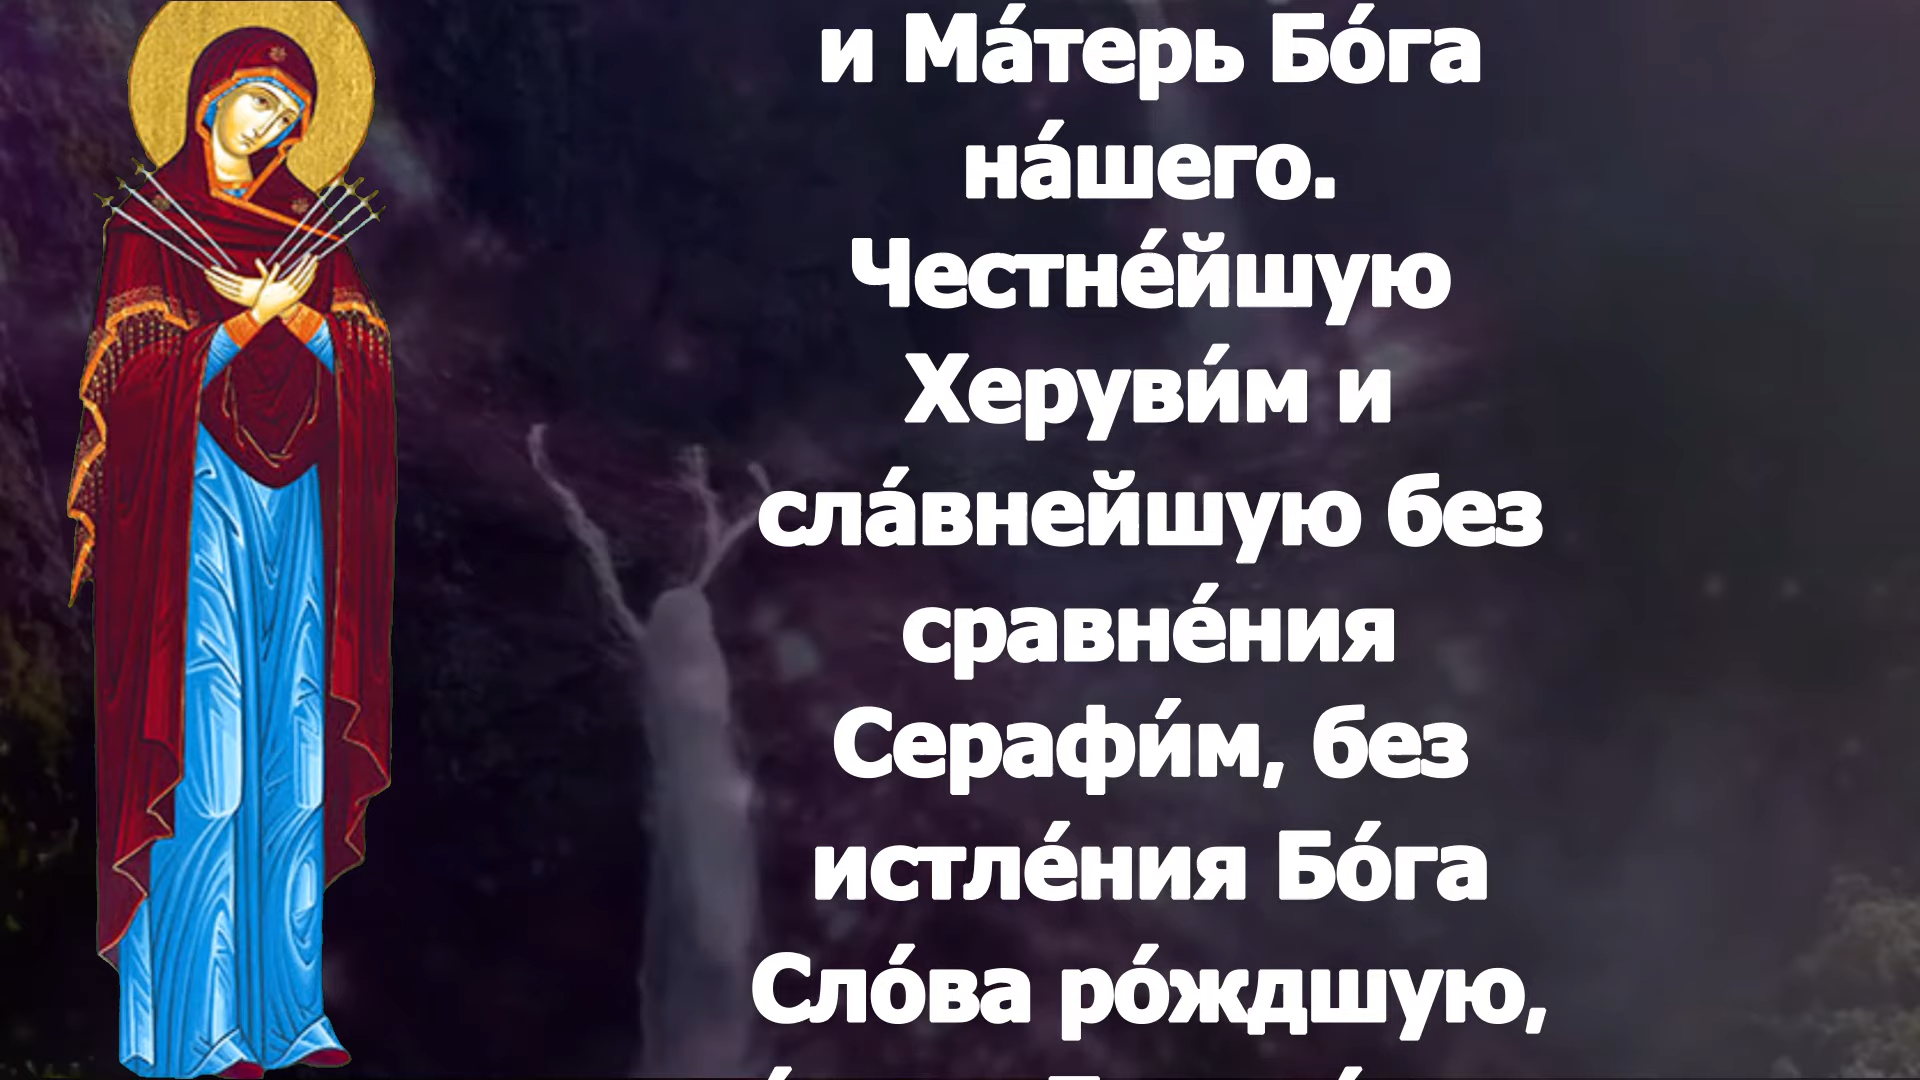 и Ма́терь Бо́га
на́шего.
Честне́йшую
Херуви́м и
сла́внейшую без
сравне́ния
Серафи́м, без
истле́ния Бо́га
Сло́ва ро́ждшую,